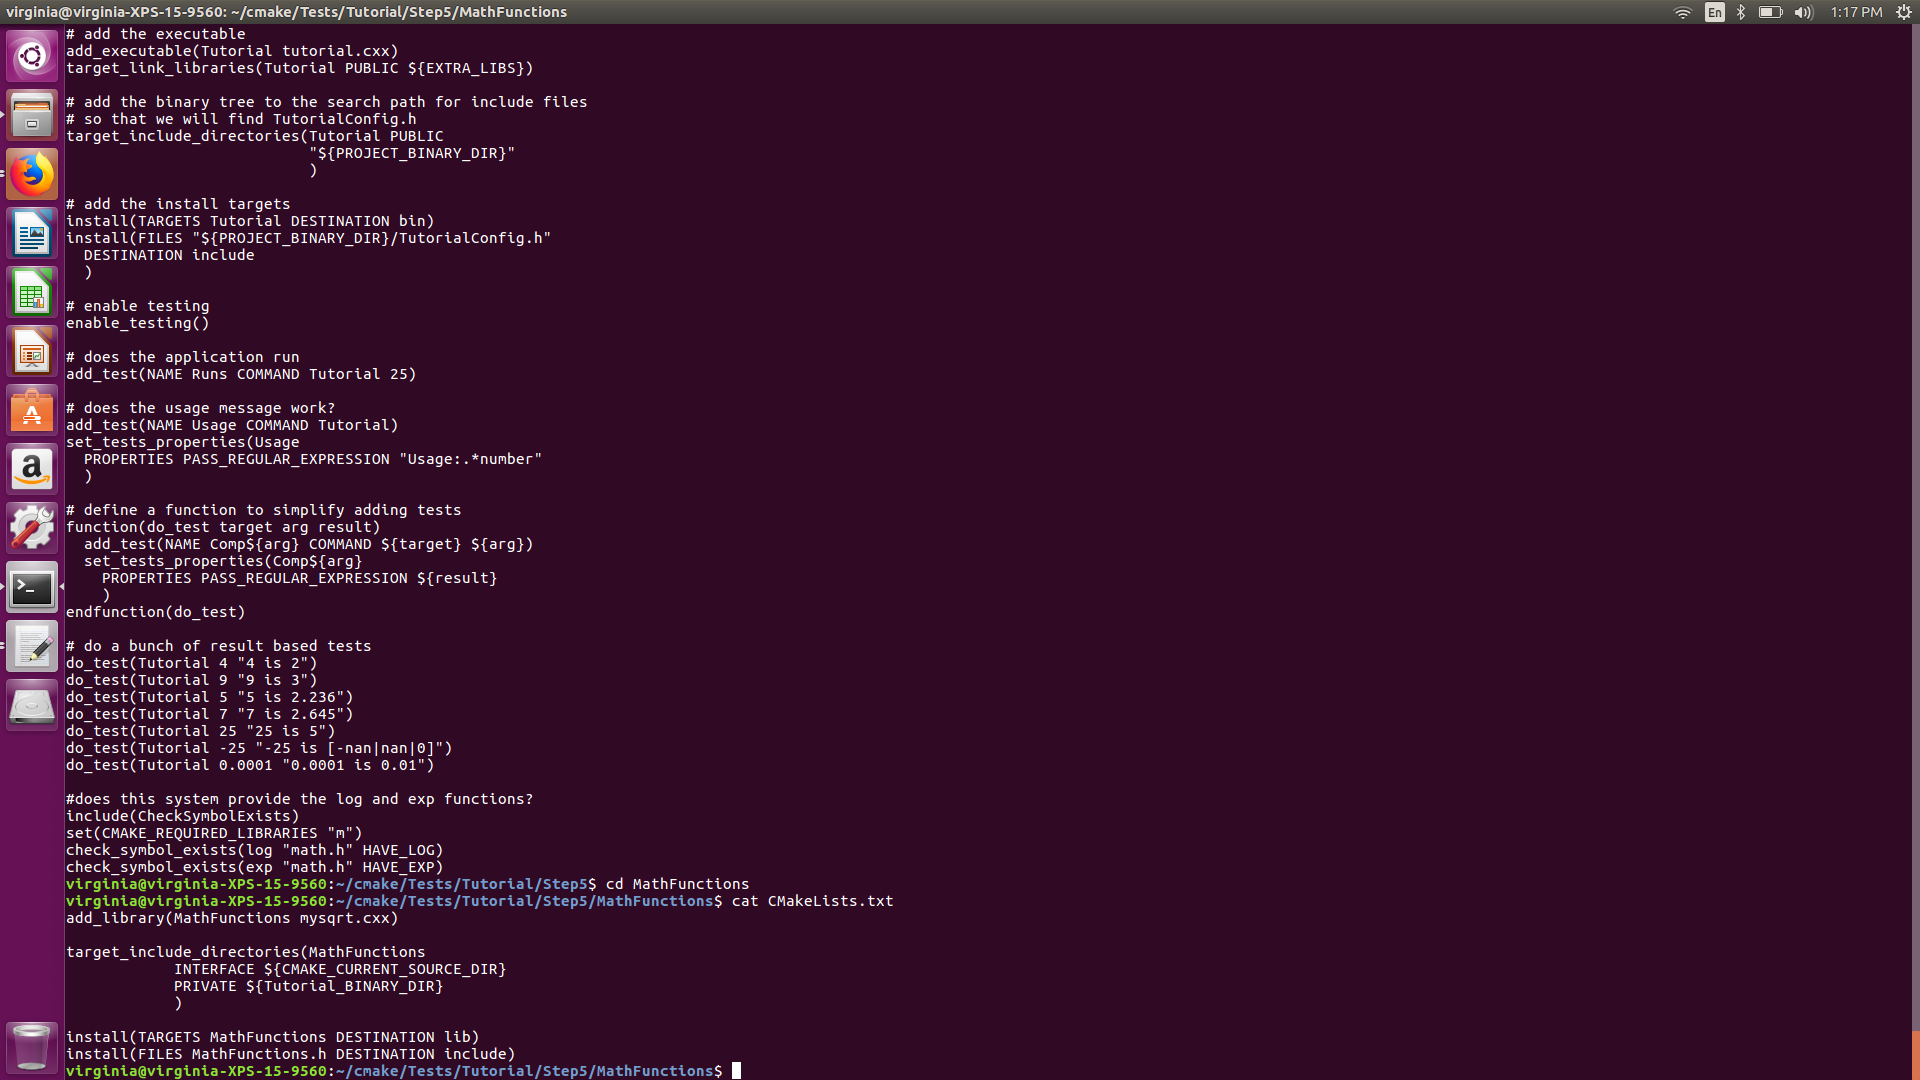 virginia@virginia-XPS-15-9560: ~/cmake/Tests/Tutorial/Step5/MathFunctions
En
1:17 PM
# add the executable
add_executable(Tutorial tutorial.cxx)
target_link_libraries(Tutorial PUBLIC ${EXTRA_LIBS})
# add the binary tree to the search path for include files
# so that we will find TutorialConfig.h
target_include_directories(Tutorial PUBLIC
"${PROJECT_BINARY_DIR}"
)
# add the install targets
install(TARGETS Tutorial DESTINATION bin)
install(FILES "${PROJECT_BINARY_DIR}/TutorialConfig.h"
DESTINATION include
)
# enable testing
enable_testing()
# does the application run
add_test(NAME Runs COMMAND Tutorial 25)
# does the usage message work?
add_test(NAME Usage COMMAND Tutorial)
set_tests_properties(Usage
PROPERTIES PASS_REGULAR_EXPRESSION "Usage:.*number"
)
# define a function to simplify adding tests
function(do_test target arg result)
add_test(NAME Comp${arg} COMMAND ${target} ${arg})
set_tests_properties(Comp${arg}
PROPERTIES PASS_REGULAR_EXPRESSION ${result}
)
endfunction(do_test)
# do a bunch of result based tests
do_test(Tutorial 4 "4 is 2")
do_test(Tutorial 9 "9 is 3")
do_test(Tutorial 5 "5 is 2.236")
do_test(Tutorial 7 "7 is 2.645")
do_test(Tutorial 25 "25 is 5")
do_test(Tutorial -25 "-25 is [-nan|nan|0]")
do_test(Tutorial 0.0001 "0.0001 is 0.01")
#does this system provide the log and exp functions?
include(CheckSymbolExists)
set(CMAKE_REQUIRED_LIBRARIES "m")
check_symbol_exists(log "math.h" HAVE_LOG)
check_symbol_exists(exp "math.h" HAVE_EXP)
virginia@virginia-XPS-15-9560:~/cmake/Tests/Tutorial/Step5$ cd MathFunctions
virginia@virginia-XPS-15-9560:~/cmake/Tests/Tutorial/Step5/MathFunctions$ cat CMakeLists.txt
add_library(MathFunctions mysqrt.cxx)
target_include_directories(MathFunctions
INTERFACE ${CMAKE_CURRENT_SOURCE_DIR}
PRIVATE ${Tutorial_BINARY_DIR}
)
install(TARGETS MathFunctions DESTINATION lib)
install(FILES MathFunctions.h DESTINATION include)
virginia@virginia-XPS-15-9560:~/cmake/Tests/Tutorial/Step5/MathFunctions$